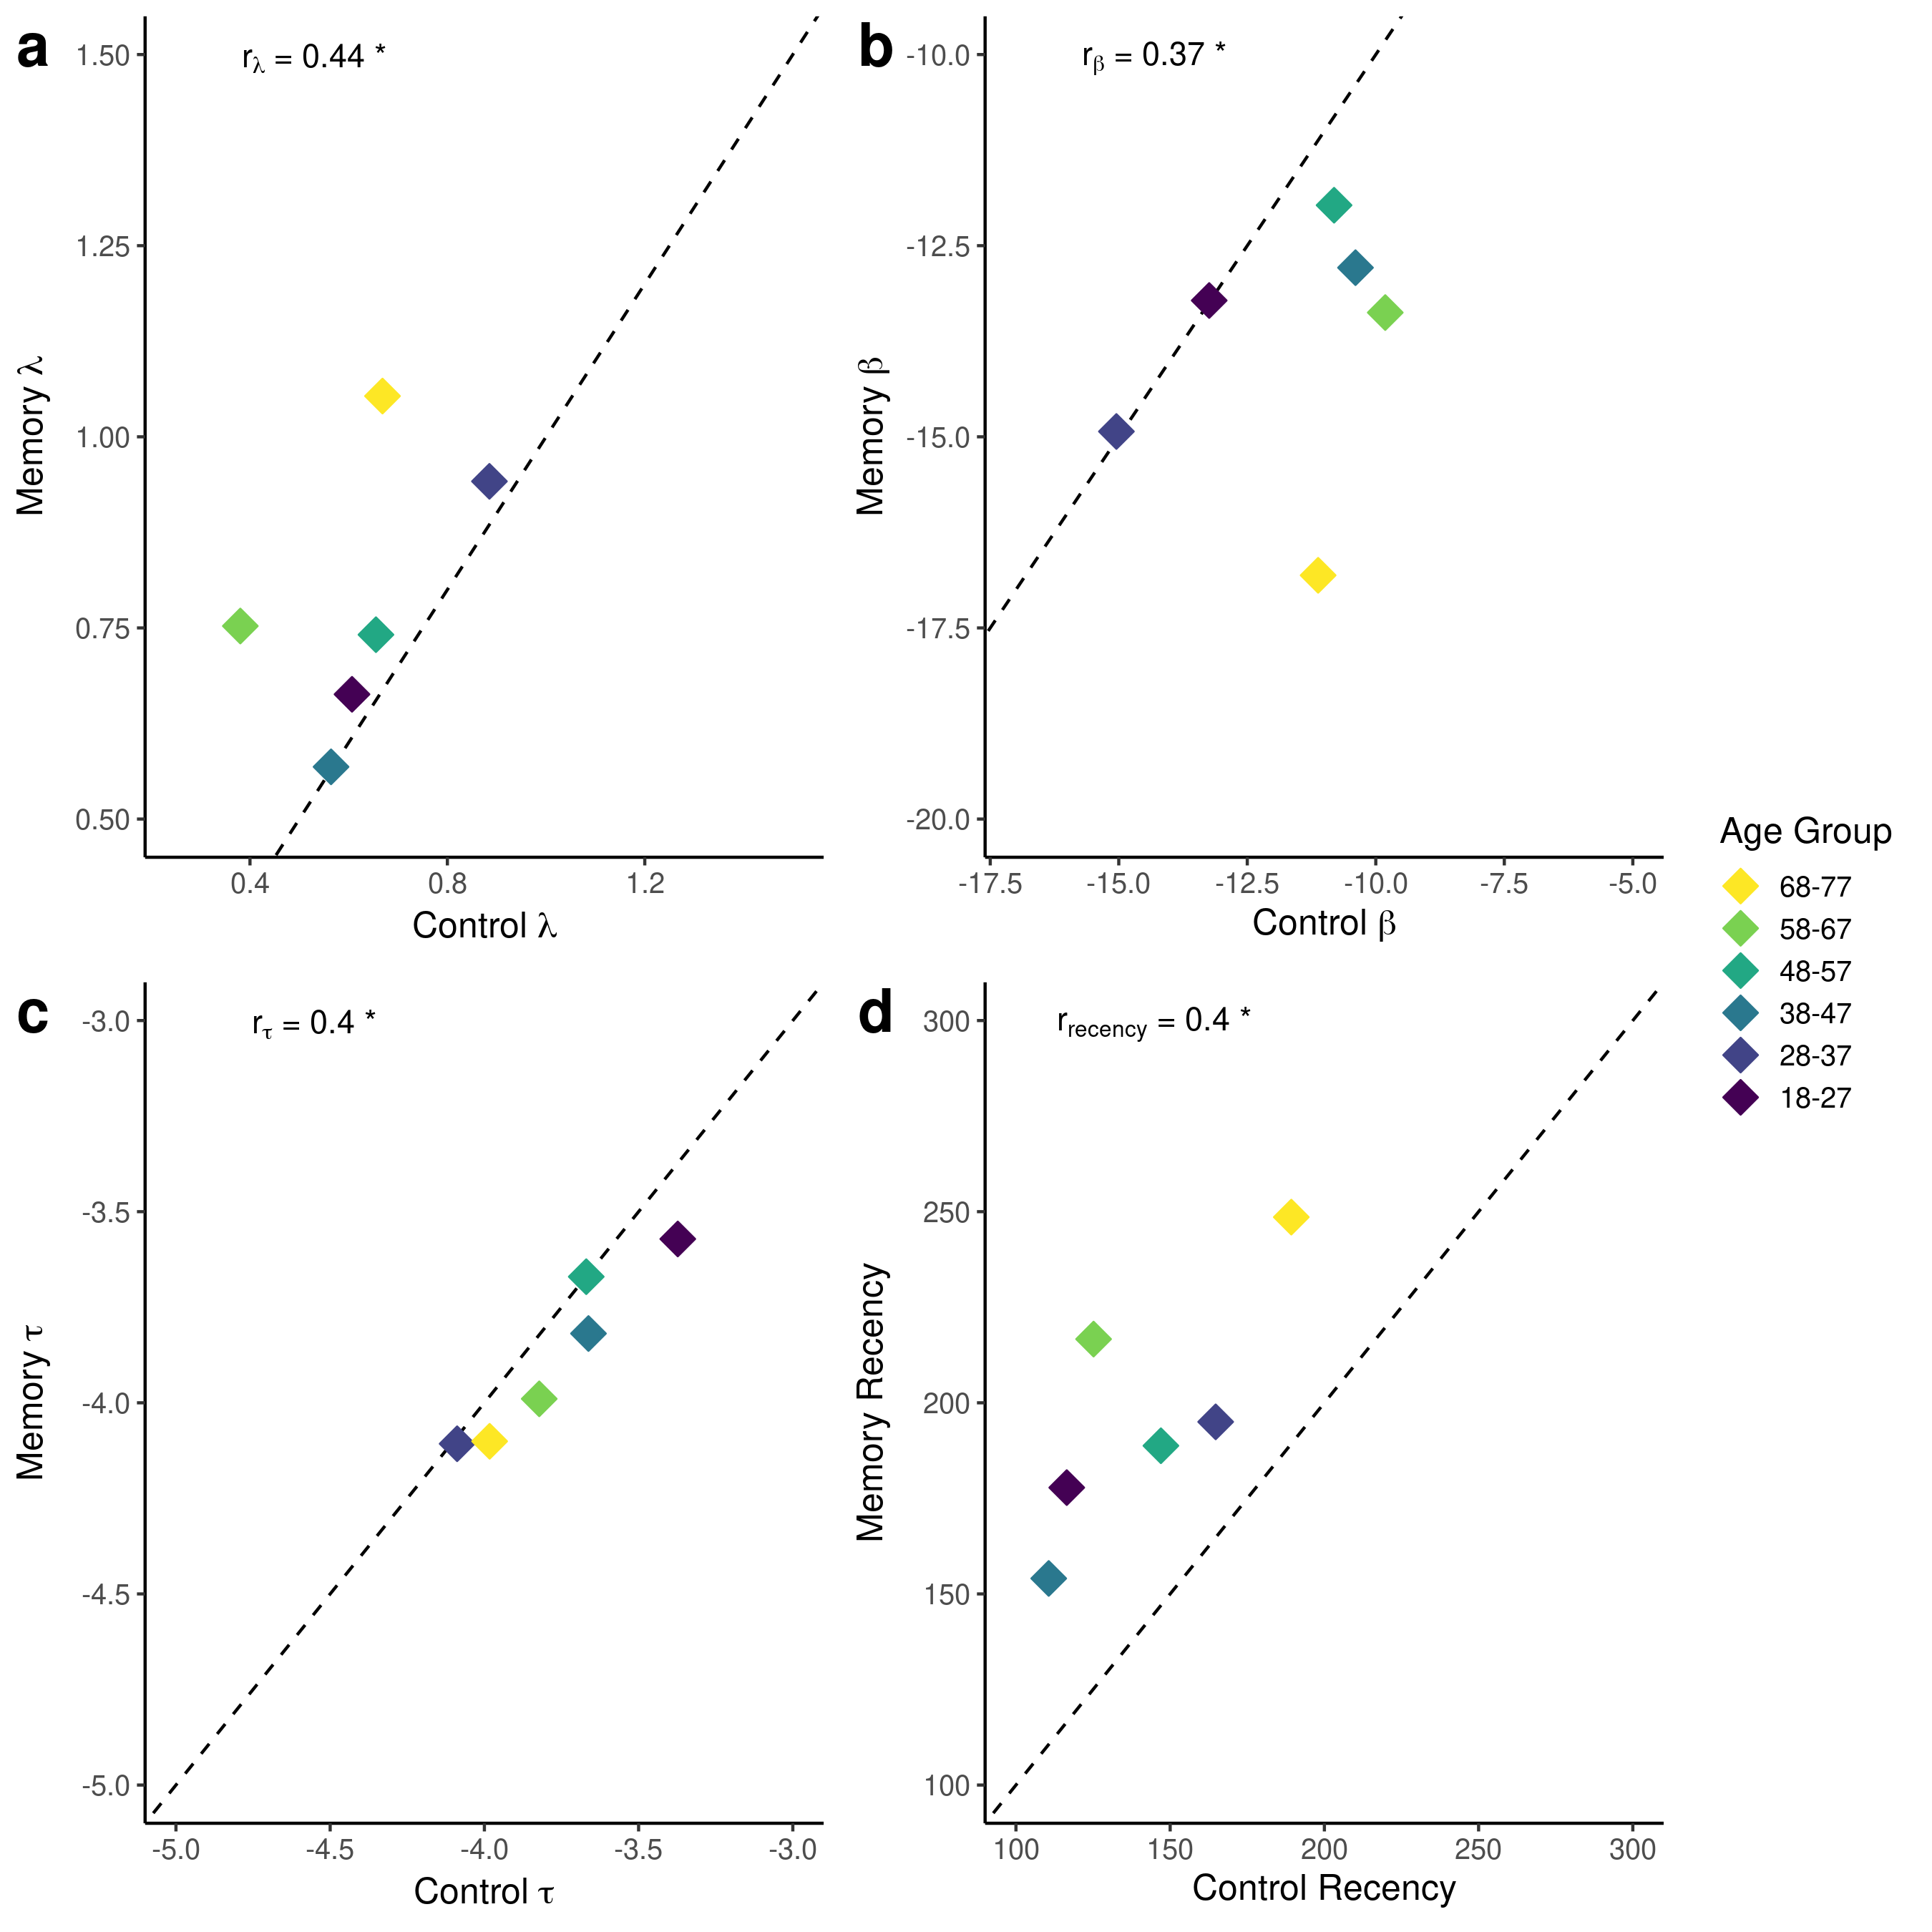 a
r_λ = 0.44 *
1.50
1.25
1.00
0.75
0.50
Memory λ
0.4 0.8 1.2
Control λ
b
r_β = 0.37 *
-10.0
-12.5
-15.0
-17.5
-20.0
Memory β
-17.5 -15.0 -12.5 -10.0 -7.5 -5.0
Control β
c
r_τ = 0.4 *
-3.0
-3.5
-4.0
-4.5
-5.0
Memory τ
-5.0 -4.5 -4.0 -3.5 -3.0
Control τ
d
r_recency = 0.4 *
300
250
200
150
100
Memory Recency
100 150 200 250 300
Control Recency
Age Group
68-77
58-67
48-57
38-47
28-37
18-27